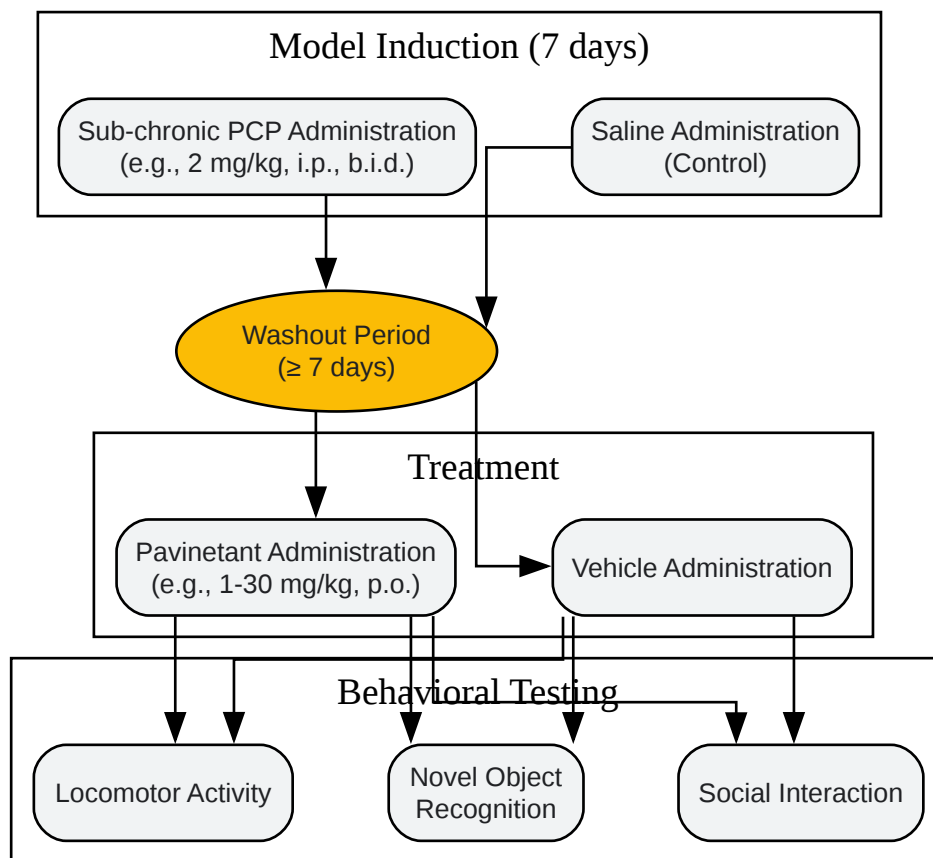 Model Induction (7 days)
Sub-chronic PCP Administration
(e.g., 2 mg/kg, i.p., b.i.d.)
Saline Administration
(Control)
Washout Period
(≥ 7 days)
Treatment
Pavinetant Administration
(e.g., 1-30 mg/kg, p.o.)
Vehicle Administration
Behavioral Testing
Locomotor Activity
Novel Object
Recognition
Social Interaction